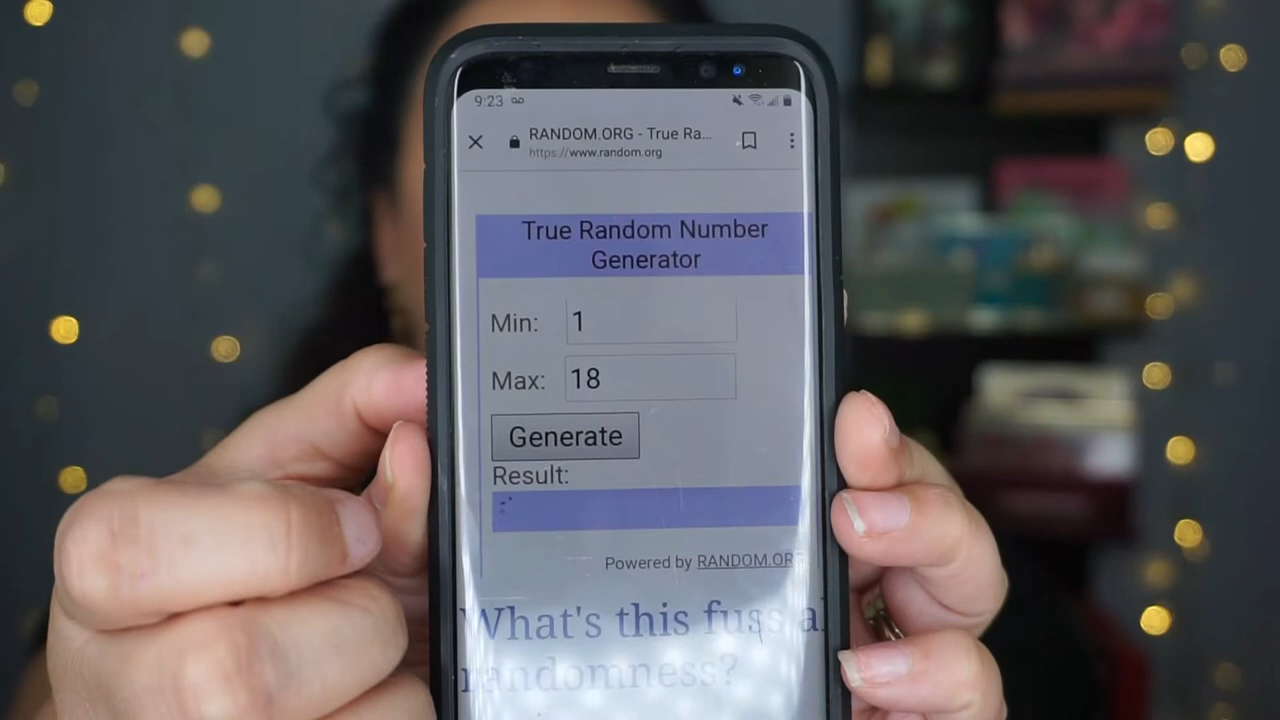 9:23
RANDOM.ORG - True Ra...
https://www.random.org
True Random Number
Generator
Min: 1
Max: 18
Generate
Result:
Powered by RANDOM.OR
What's this fuss a
randomness?